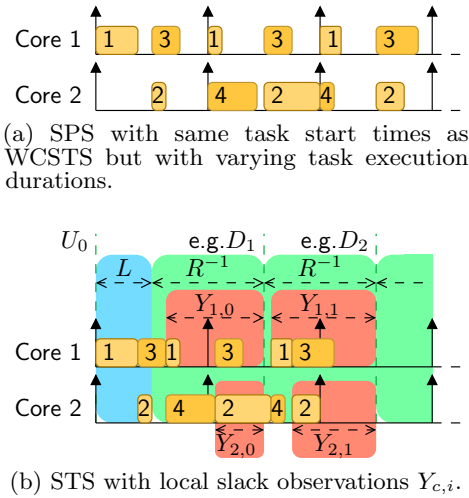 Core 1 1 3 1 3 1 3
Core 2 2 4 2 4 2
(a) SPS with same task start times as
WCSTS but with varying task execution
durations.
U₀ e.g.D₁ e.g.D₂
L R⁻¹ R⁻¹
Y₁,₀ Y₁,₁
Core 1 1 3 1 3 1 3
Core 2 2 4 2 4 2
Y₂,₀ Y₂,₁
(b) STS with local slack observations Y_{c,i}.